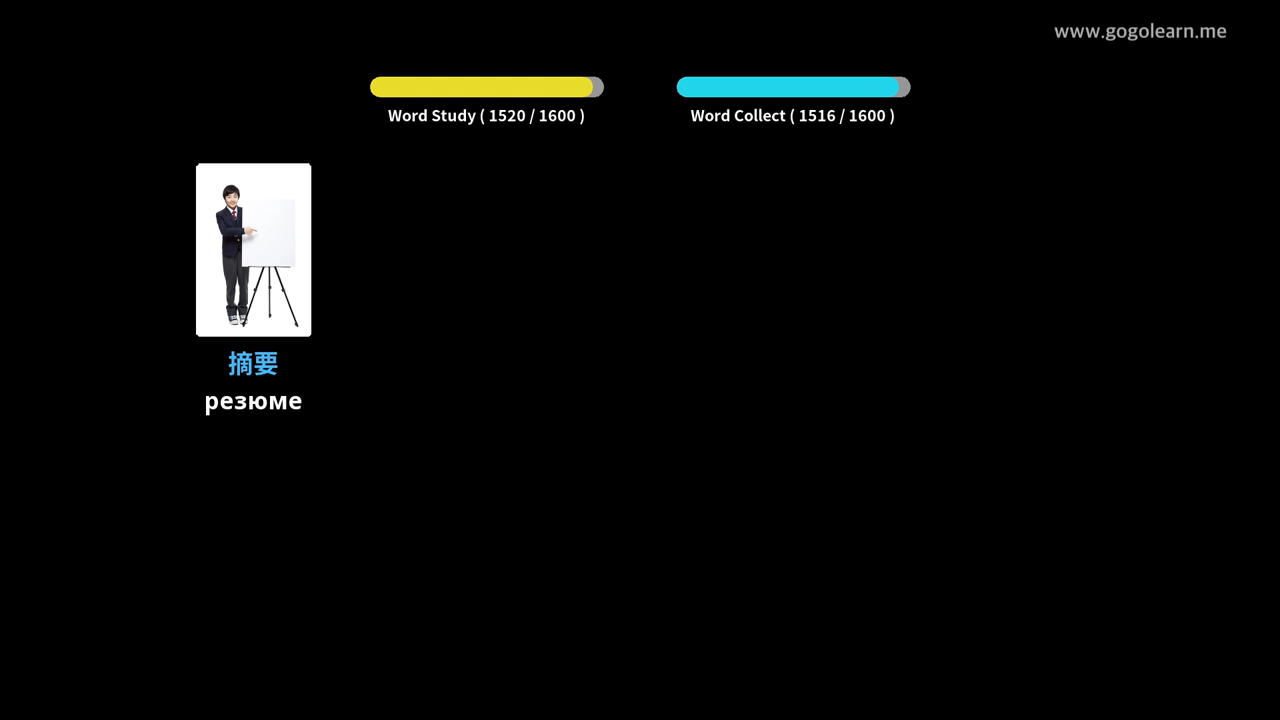 www.gogolearn.me
Word Study ( 1520 / 1600 )
Word Collect ( 1516 / 1600 )
摘要
резюме